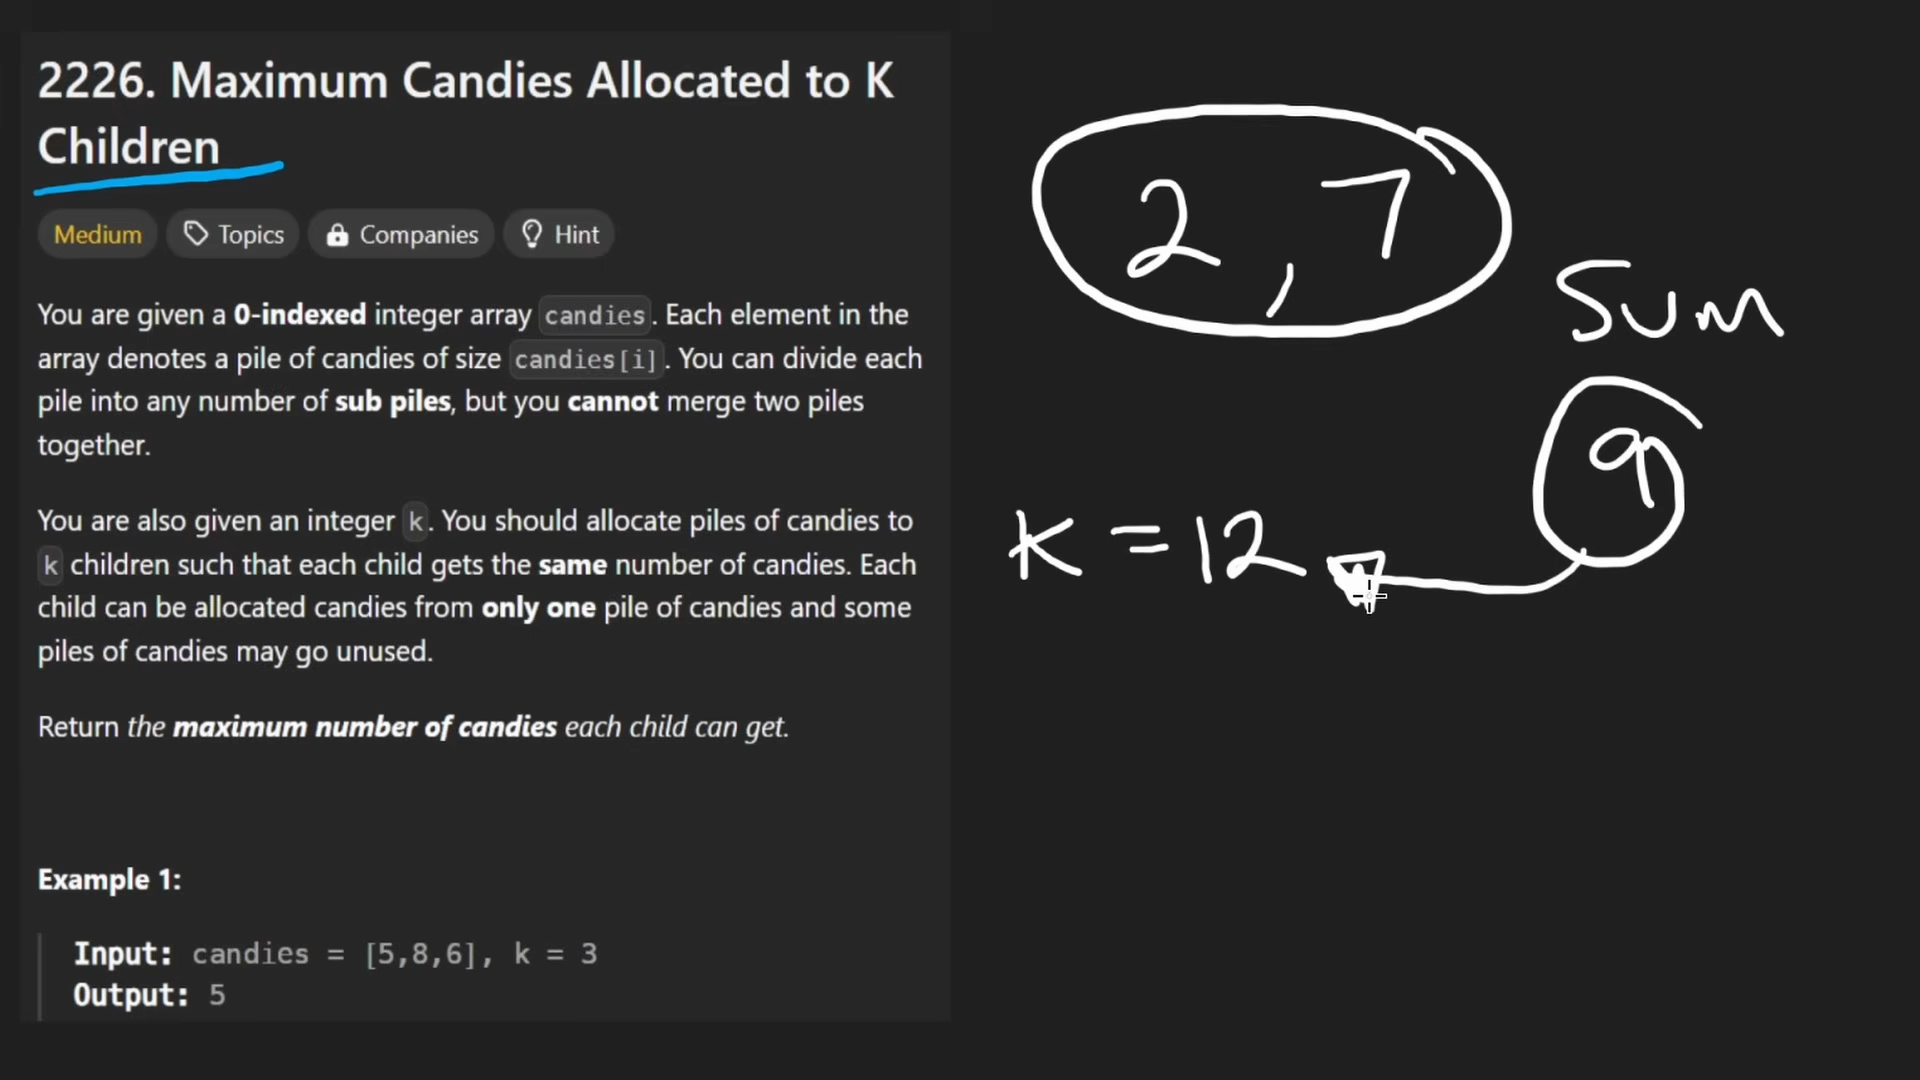 2226. Maximum Candies Allocated to K
Children
Medium Topics Companies Hint
You are given a 0-indexed integer array candies. Each element in the
array denotes a pile of candies of size candies[i]. You can divide each
pile into any number of sub piles, but you cannot merge two piles
together.
You are also given an integer k. You should allocate piles of candies to
k children such that each child gets the same number of candies. Each
child can be allocated candies from only one pile of candies and some
piles of candies may go unused.
Return the maximum number of candies each child can get.
Example 1:
Input: candies = [5,8,6], k = 3
Output: 5
2, 7
Sum
9
K = 12